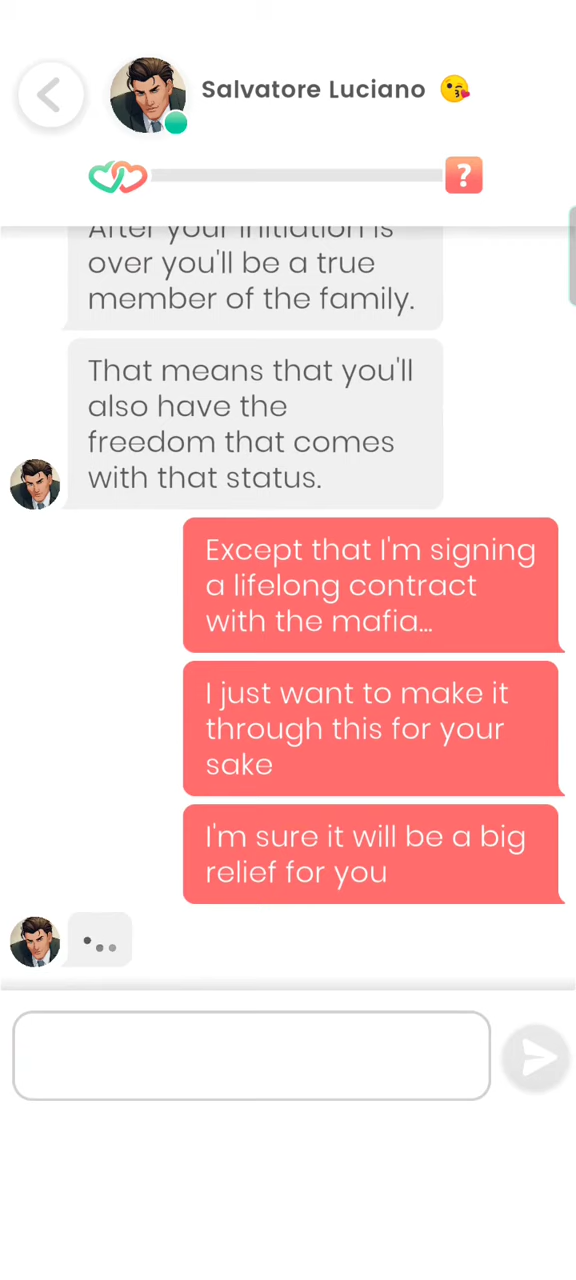 Salvatore Luciano 😘
?
After your initiation is
over you'll be a true
member of the family.
That means that you'll
also have the
freedom that comes
with that status.
Except that I'm signing
a lifelong contract
with the mafia...
I just want to make it
through this for your
sake
I'm sure it will be a big
relief for you